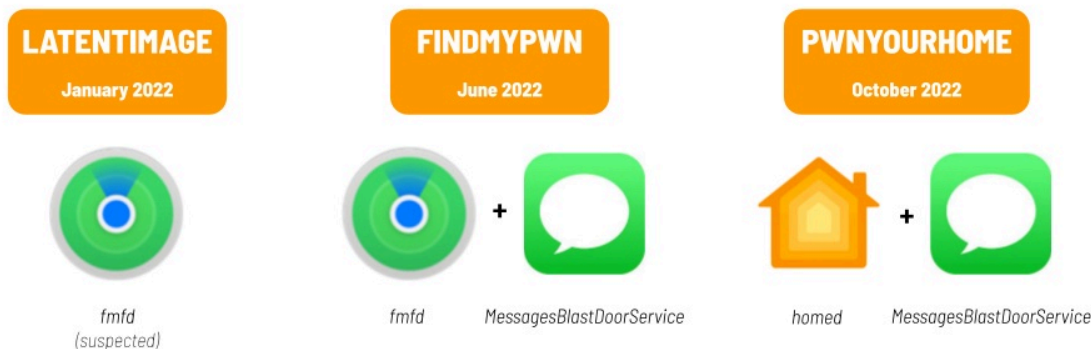 LATENTIMAGE
January 2022
FINDMYPWN
June 2022
PWNYOURHOME
October 2022
+
+
fmfd
(suspected)
fmfd
MessagesBlastDoorService
homed
MessagesBlastDoorService